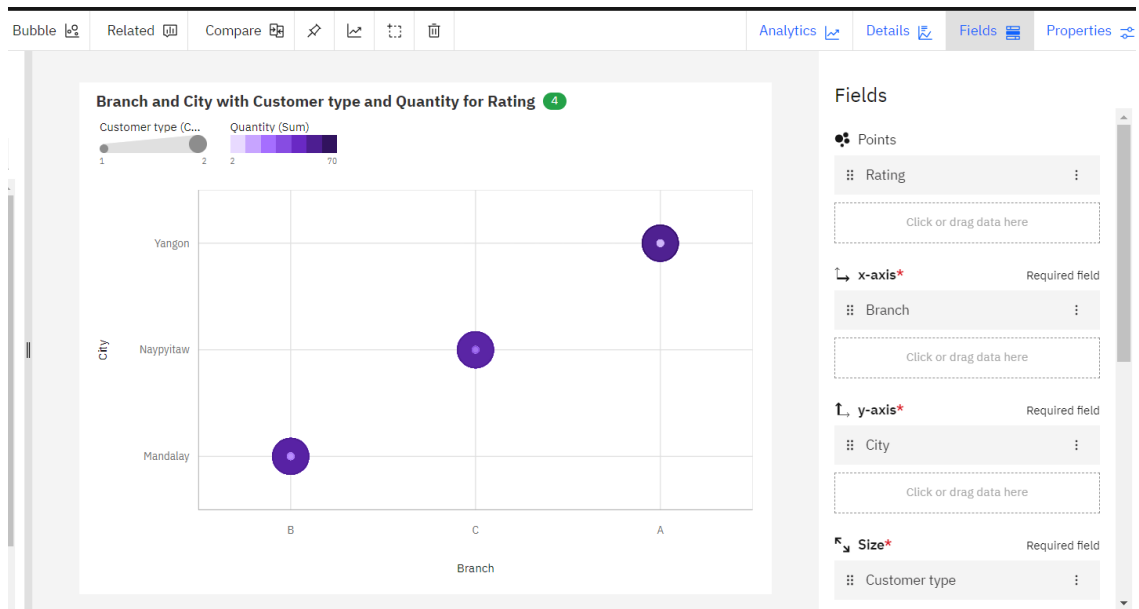 Bubble Related Compare Analytics Details Fields Properties
Branch and City with Customer type and Quantity for Rating 4
Customer type (C... Quantity (Sum)
1 2 2 70
Yangon
Naypyitaw
Mandalay
City
B C A
Branch
Fields
Points
Rating
Click or drag data here
x-axis* Required field
Branch
Click or drag data here
y-axis* Required field
City
Click or drag data here
Size* Required field
Customer type